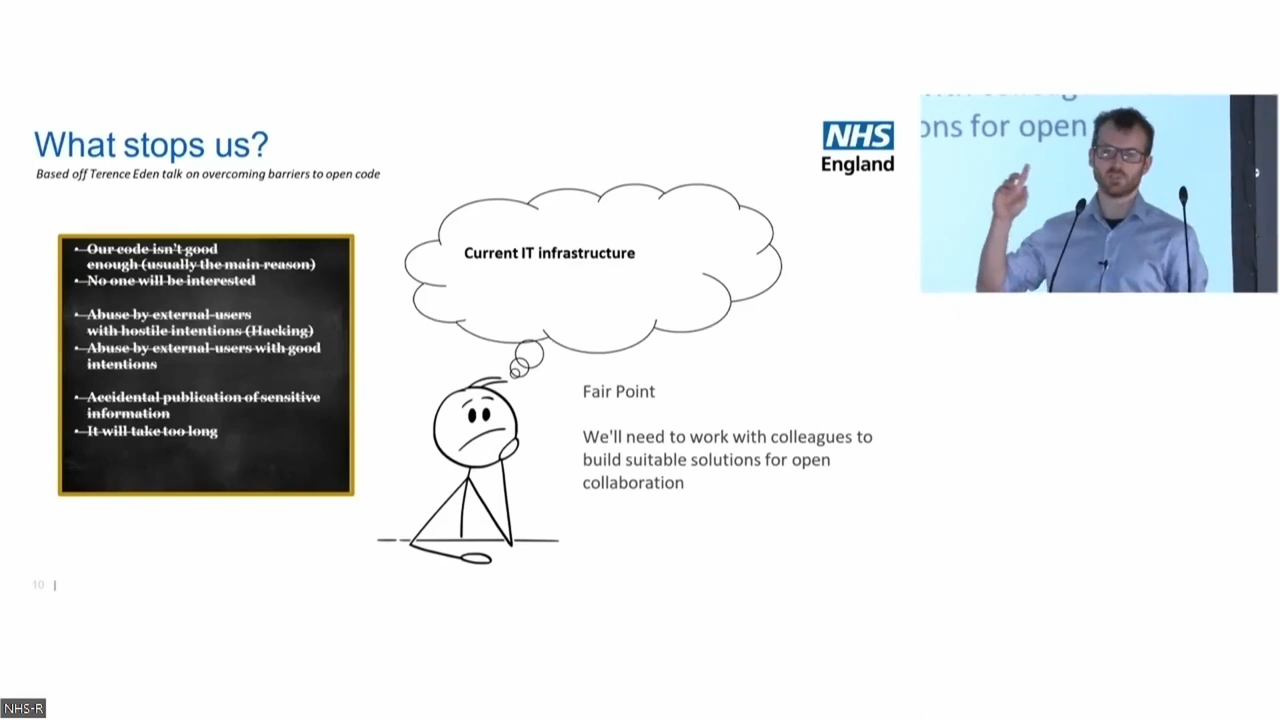 What stops us?
Based off Terence Eden talk on overcoming barriers to open code
NHS
England
• Our code isn't good
enough (usually the main reason)
• No one will be interested
• Abuse by external users
with hostile intentions (Hacking)
• Abuse by external users with good
intentions
• Accidental publication of sensitive
information
• It will take too long
Current IT infrastructure
Fair Point
We'll need to work with colleagues to
build suitable solutions for open
collaboration
ons for open
10 |
NHS-R